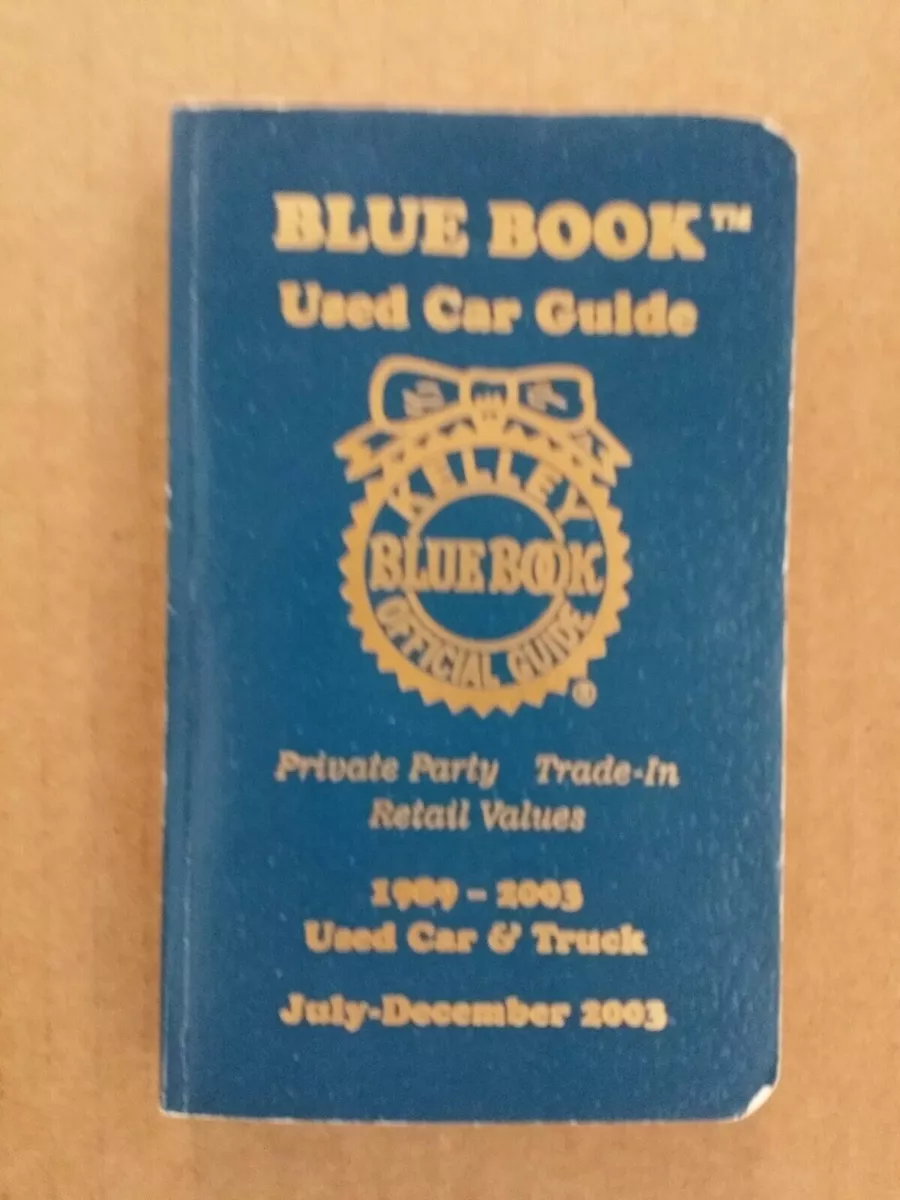 BLUE BOOK™
Used Car Guide
THE
KELLEY
BLUE BOOK
OFFICIAL GUIDE
®
Private Party Trade-In
Retail Values
1989 - 2003
Used Car & Truck
July-December 2003